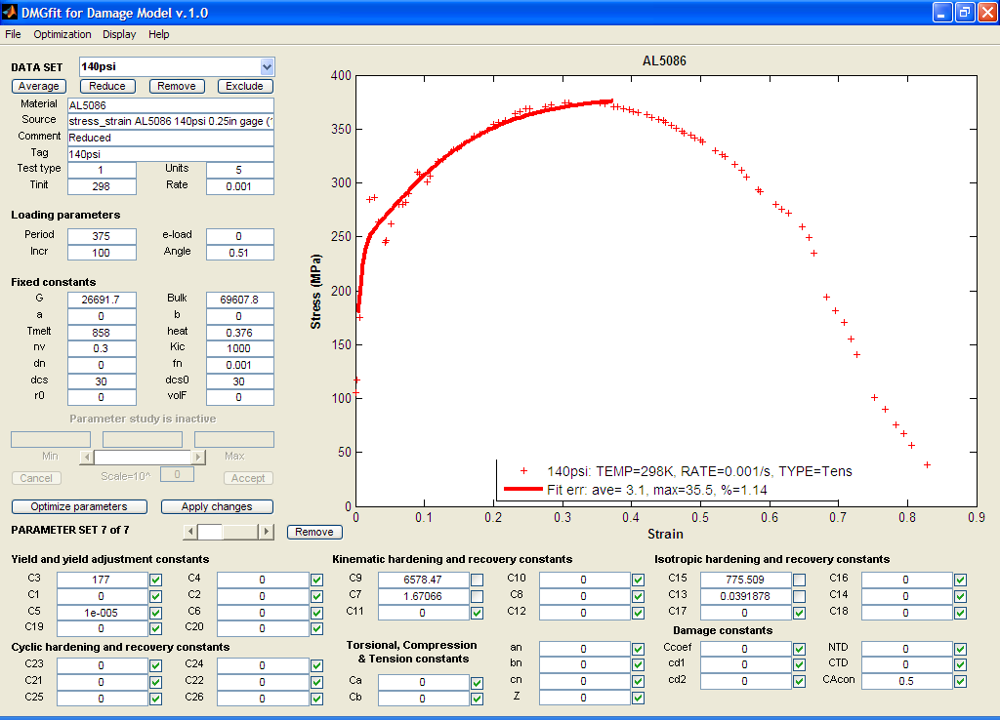 DMGfit for Damage Model v.1.0
File Optimization Display Help
DATA SET 140psi
Average Reduce Remove Exclude
Material AL5086
Source stress_strain AL5086 140psi 0.25in gage (
Comment Reduced
Tag 140psi
Test type 1 Units 5
Tinit 298 Rate 0.001
Loading parameters
Period 375 e-load 0
Incr 100 Angle 0.51
Fixed constants
G 26691.7 Bulk 69607.8
a 0 b 0
Tmelt 858 heat 0.376
nv 0.3 Kic 1000
dn 0 fn 0.001
dcs 30 dcs0 30
r0 0 volF 0
Parameter study is inactive
Min Max
Cancel Scale=10^ 0 Accept
Optimize parameters Apply changes
PARAMETER SET 7 of 7 Remove
AL5086
Stress (MPa)
400
350
300
250
200
150
100
50
0
0 0.1 0.2 0.3 0.4 0.5 0.6 0.7 0.8 0.9
Strain
140psi: TEMP=298K, RATE=0.001/s, TYPE=Tens
Fit err: ave= 3.1, max=35.5, %=1.14
Yield and yield adjustment constants
C3 177 C4 0
C1 0 C2 0
C5 1e-005 C6 0
C19 0 C20 0
Cyclic hardening and recovery constants
C23 0 C24 0
C21 0 C22 0
C25 0 C26 0
Kinematic hardening and recovery constants
C9 6578.47 C10 0
C7 1.67066 C8 0
C11 0 C12 0
Torsional, Compression
& Tension constants
Ca 0
Cb 0
an 0
bn 0
cn 0
Z 0
Isotropic hardening and recovery constants
C15 775.509 C16 0
C13 0.0391878 C14 0
C17 0 C18 0
Damage constants
Ccoef 0 NTD 0
cd1 0 CTD 0
cd2 0 CAcon 0.5